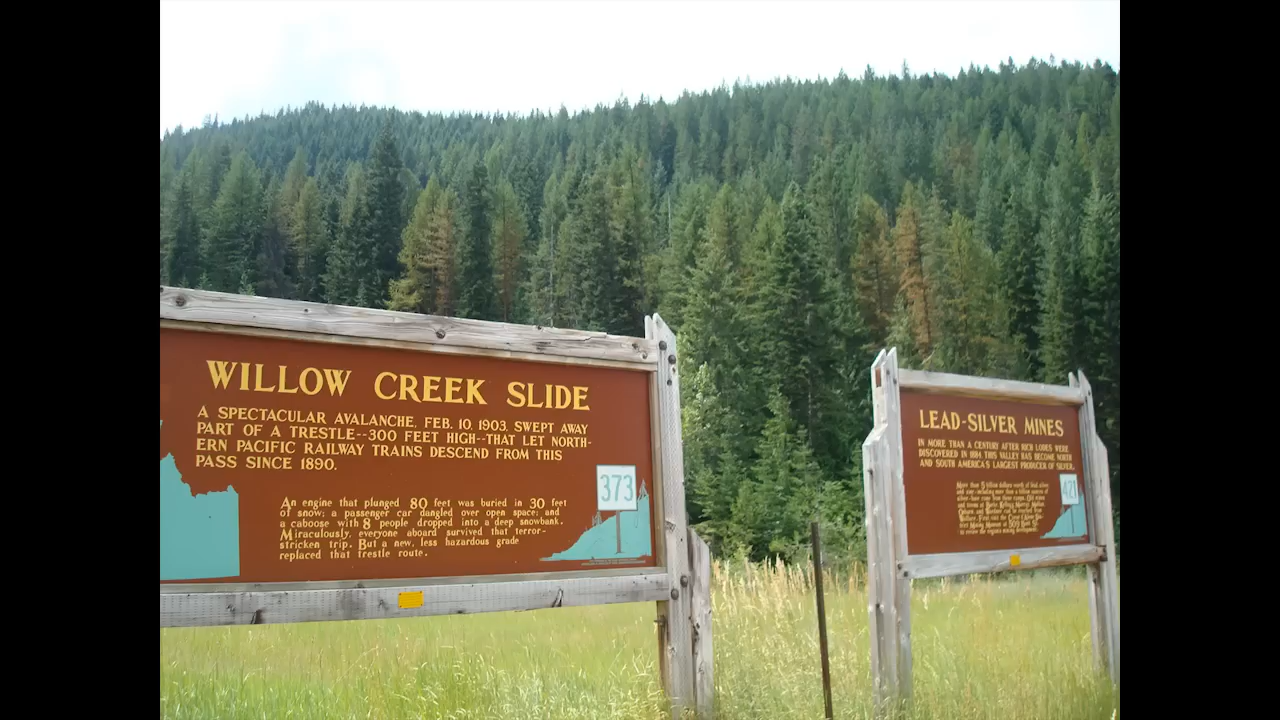 WILLOW CREEK SLIDE
A SPECTACULAR AVALANCHE, FEB. 10, 1903, SWEPT AWAY
PART OF A TRESTLE--300 FEET HIGH--THAT LET NORTH-
ERN PACIFIC RAILWAY TRAINS DESCEND FROM THIS
PASS SINCE 1890.
373
An engine that plunged 80 feet was buried in 30 feet
of snow; a passenger car dangled over open space; and
a caboose with 8 people dropped into a deep snowbank.
Miraculously, everyone aboard survived that terror-
stricken trip. But a new, less hazardous grade
replaced that trestle route.
LEAD-SILVER MINES
IN MORE THAN A CENTURY AFTER RICH LODES WERE
DISCOVERED IN 1884, THIS VALLEY HAS BECOME NORTH
AND SOUTH AMERICA'S LARGEST PRODUCER OF SILVER.
421